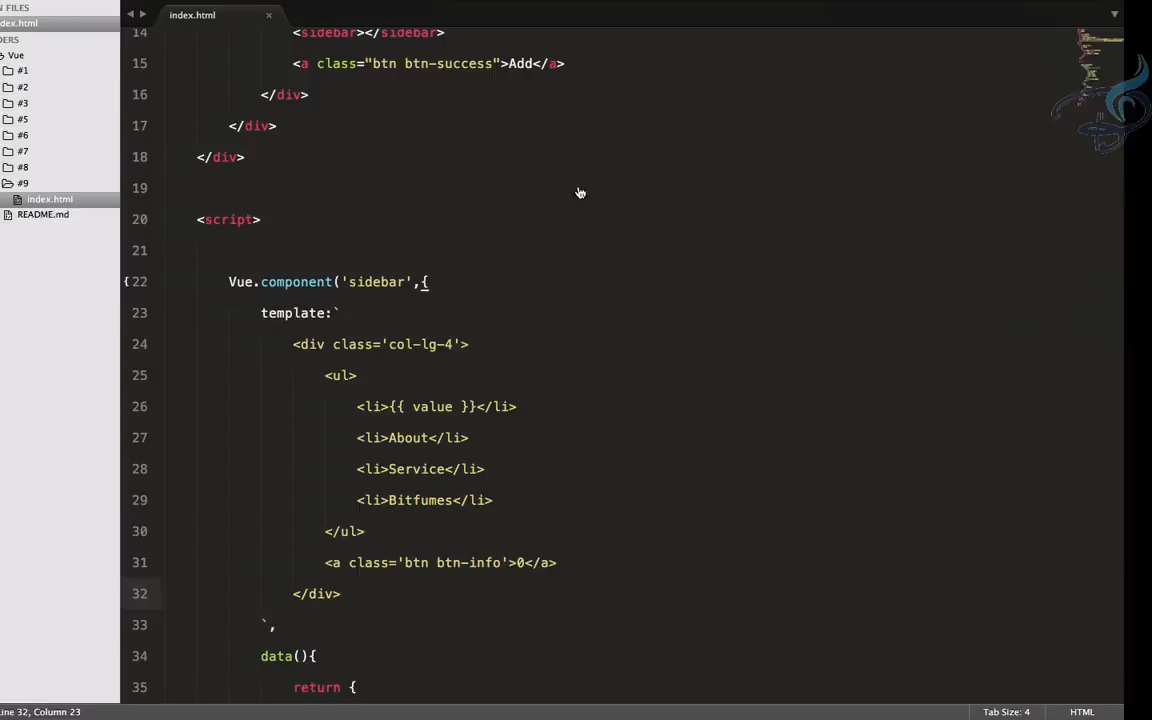 N FILES
dex.html
DERS
Vue
#1
#2
#3
#5
#6
#7
#8
#9
index.html
README.md
index.html ×
14 <sidebar></sidebar>
15 <a class="btn btn-success">Add</a>
16 </div>
17 </div>
18 </div>
19
20 <script>
21
{22 Vue.component('sidebar',{
23 template:`
24 <div class='col-lg-4'>
25 <ul>
26 <li>{{ value }}</li>
27 <li>About</li>
28 <li>Service</li>
29 <li>Bitfumes</li>
30 </ul>
31 <a class='btn btn-info'>0</a>
32 </div>
33 `,
34 data(){
35 return {
Line 32, Column 23
Tab Size: 4
HTML